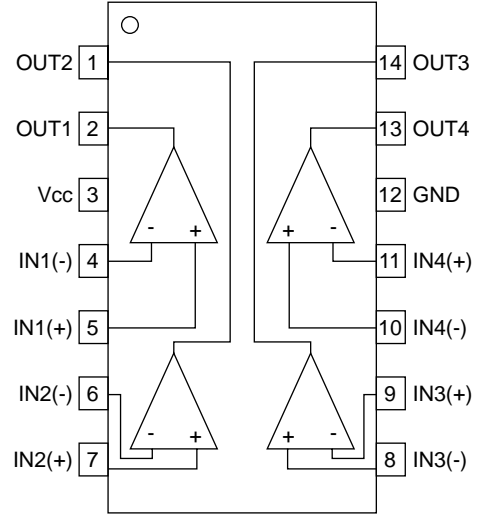 OUT2 1 14 OUT3
OUT1 2 13 OUT4
Vcc 3 12 GND
- + + -
IN1(-) 4 11 IN4(+)
IN1(+) 5 10 IN4(-)
IN2(-) 6 9 IN3(+)
- + + -
IN2(+) 7 8 IN3(-)